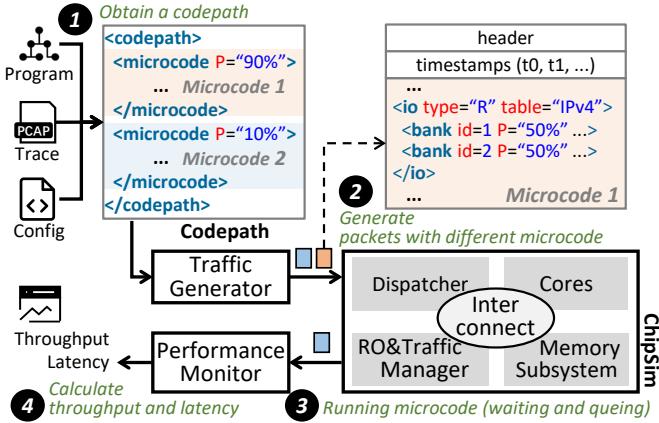 1 Obtain a codepath
Program
PCAP
Trace
Config
<codepath>
<microcode P="90%">
... Microcode 1
</microcode>
<microcode P="10%">
... Microcode 2
</microcode>
</codepath>
Codepath
header
timestamps (t0, t1, ...)
...
<io type="R" table="IPv4">
<bank id=1 P="50%" ...>
<bank id=2 P="50%" ...>
</io>
... Microcode 1
2
Generate
packets with different microcode
Traffic
Generator
Dispatcher
Cores
Inter
connect
RO&Traffic
Manager
Memory
Subsystem
ChipSim
Throughput
Latency
Performance
Monitor
4 Calculate
throughput and latency
3 Running microcode (waiting and queing)